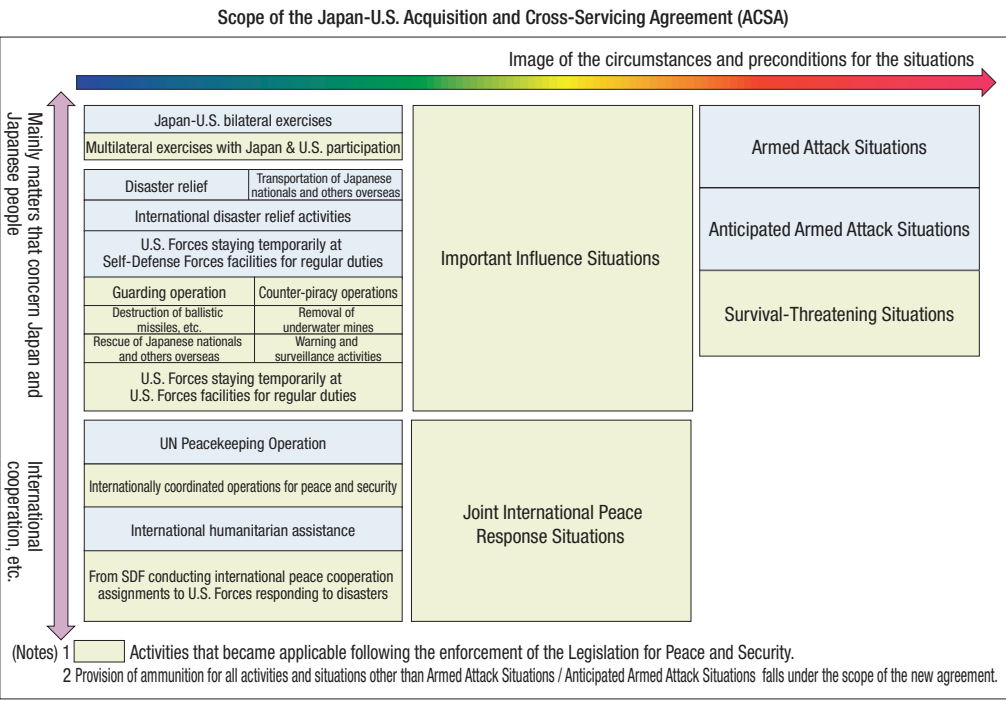 Scope of the Japan-U.S. Acquisition and Cross-Servicing Agreement (ACSA)
Image of the circumstances and preconditions for the situations
Mainly matters that concern Japan and
Japanese people
Japan-U.S. bilateral exercises
Multilateral exercises with Japan & U.S. participation
Disaster relief
Transportation of Japanese
nationals and others overseas
International disaster relief activities
U.S. Forces staying temporarily at
Self-Defense Forces facilities for regular duties
Guarding operation
Counter-piracy operations
Destruction of ballistic
missiles, etc.
Removal of
underwater mines
Rescue of Japanese nationals
and others overseas
Warning and
surveillance activities
U.S. Forces staying temporarily at
U.S. Forces facilities for regular duties
Important Influence Situations
Armed Attack Situations
Anticipated Armed Attack Situations
Survival-Threatening Situations
International
cooperation, etc.
UN Peacekeeping Operation
Internationally coordinated operations for peace and security
International humanitarian assistance
From SDF conducting international peace cooperation
assignments to U.S. Forces responding to disasters
Joint International Peace
Response Situations
(Notes) 1 Activities that became applicable following the enforcement of the Legislation for Peace and Security.
2 Provision of ammunition for all activities and situations other than Armed Attack Situations / Anticipated Armed Attack Situations falls under the scope of the new agreement.